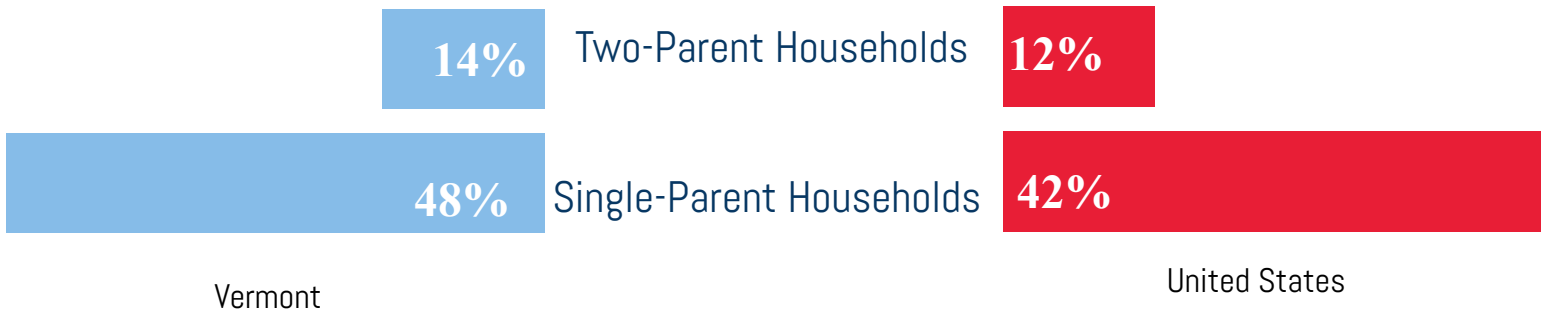 14% Two-Parent Households 12%
48% Single-Parent Households 42%
Vermont United States